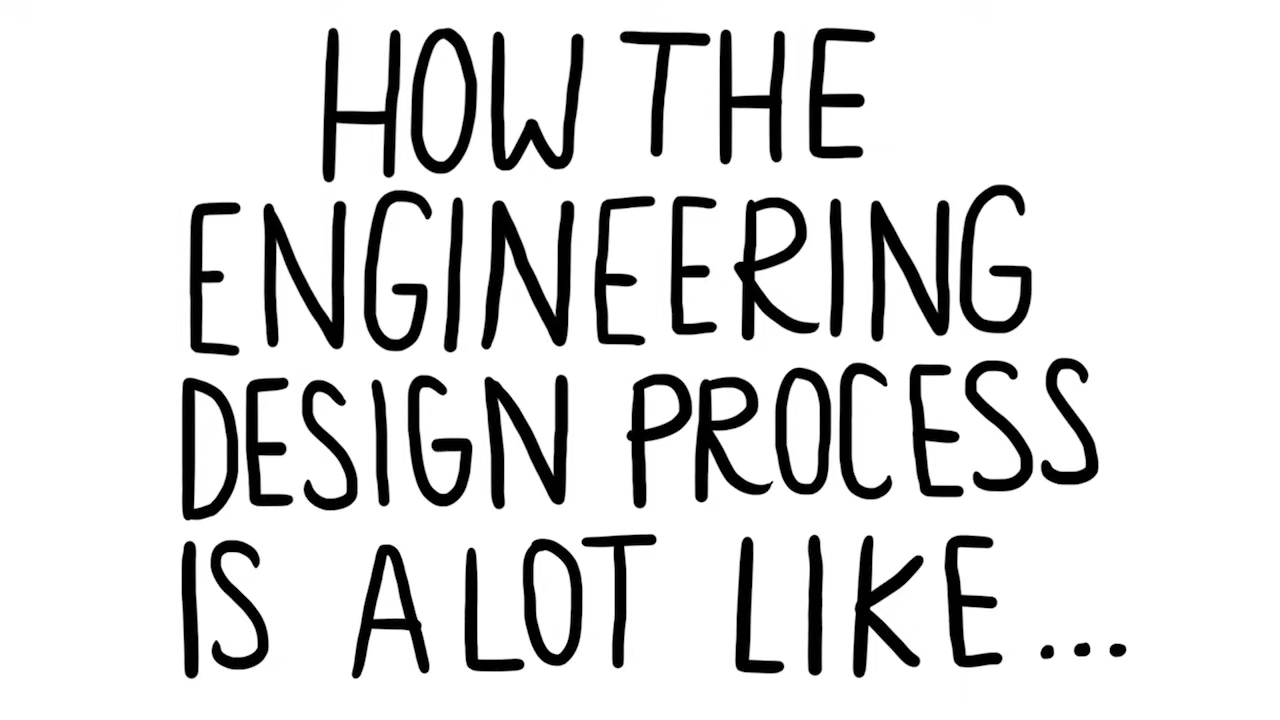 HOW THE
ENGINEERING
DESIGN PROCESS
IS A LOT LIKE...